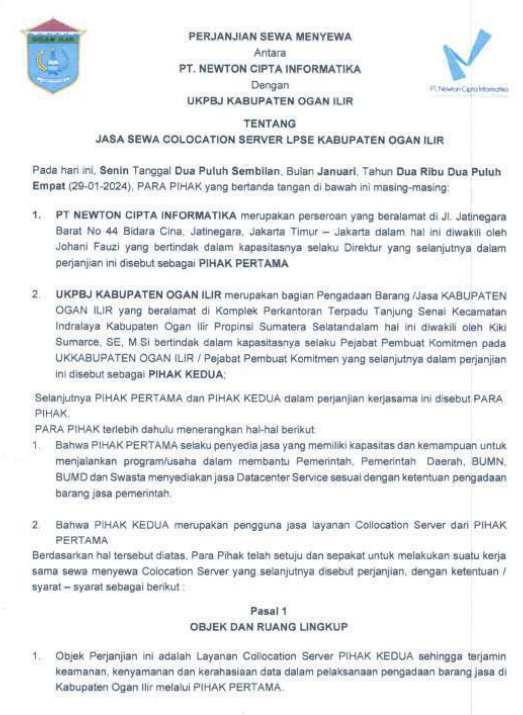 OGAN ILIR
PERJANJIAN SEWA MENYEWA
Antara
PT. NEWTON CIPTA INFORMATIKA
Dengan
UKPBJ KABUPATEN OGAN ILIR
PT. Newton Cipta Informatika
TENTANG
JASA SEWA COLOCATION SERVER LPSE KABUPATEN OGAN ILIR
Pada hari ini, Senin Tanggal Dua Puluh Sembilan, Bulan Januari, Tahun Dua Ribu Dua Puluh
Empat (29-01-2024), PARA PIHAK yang bertanda tangan di bawah ini masing-masing:
1. PT NEWTON CIPTA INFORMATIKA merupakan perseroan yang beralamat di Jl. Jatinegara
Barat No 44 Bidara Cina, Jatinegara, Jakarta Timur – Jakarta dalam hal ini diwakili oleh
Johani Fauzi yang bertindak dalam kapasitasnya selaku Direktur yang selanjutnya dalam
perjanjian ini disebut sebagai PIHAK PERTAMA
2. UKPBJ KABUPATEN OGAN ILIR merupakan bagian Pengadaan Barang /Jasa KABUPATEN
OGAN ILIR yang beralamat di Komplek Perkantoran Terpadu Tanjung Senai Kecamatan
Indralaya Kabupaten Ogan Ilir Propinsi Sumatera Selatandalam hal ini diwakili oleh Kiki
Sumarce, SE, M.Si bertindak dalam kapasitasnya selaku Pejabat Pembuat Komitmen pada
UKKABUPATEN OGAN ILIR / Pejabat Pembuat Komitmen yang selanjutnya dalam perjanjian
ini disebut sebagai PIHAK KEDUA;
Selanjutnya PIHAK PERTAMA dan PIHAK KEDUA dalam perjanjian kerjasama ini disebut PARA
PIHAK.
PARA PIHAK terlebih dahulu menerangkan hal-hal berikut:
1. Bahwa PIHAK PERTAMA selaku penyedia jasa yang memiliki kapasitas dan kemampuan untuk
menjalankan program/usaha dalam membantu Pemerintah, Pemerintah Daerah, BUMN,
BUMD dan Swasta menyediakan jasa Datacenter Service sesuai dengan ketentuan pengadaan
barang jasa pemerintah.
2. Bahwa PIHAK KEDUA merupakan pengguna jasa layanan Collocation Server dari PIHAK
PERTAMA
Berdasarkan hal tersebut diatas, Para Pihak telah setuju dan sepakat untuk melakukan suatu kerja
sama sewa menyewa Colocation Server yang selanjutnya disebut perjanjian, dengan ketentuan /
syarat – syarat sebagai berikut :
Pasal 1
OBJEK DAN RUANG LINGKUP
1. Objek Perjanjian ini adalah Layanan Collocation Server PIHAK KEDUA sehingga terjamin
keamanan, kenyamanan dan kerahasiaan data dalam pelaksanaan pengadaan barang jasa di
Kabupaten Ogan Ilir melalui PIHAK PERTAMA.